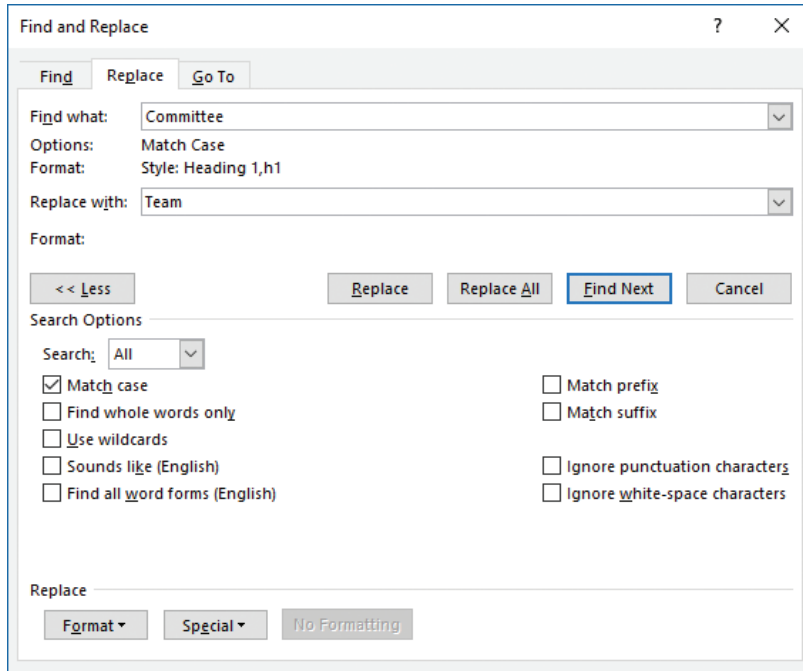 Find and Replace ? ×
Find Replace Go To
Find what: Committee
Options: Match Case
Format: Style: Heading 1,h1
Replace with: Team
Format:
<< Less Replace Replace All Find Next Cancel
Search Options
Search: All
Match case Match prefix
Find whole words only Match suffix
Use wildcards
Sounds like (English) Ignore punctuation characters
Find all word forms (English) Ignore white-space characters
Replace
Format Special No Formatting